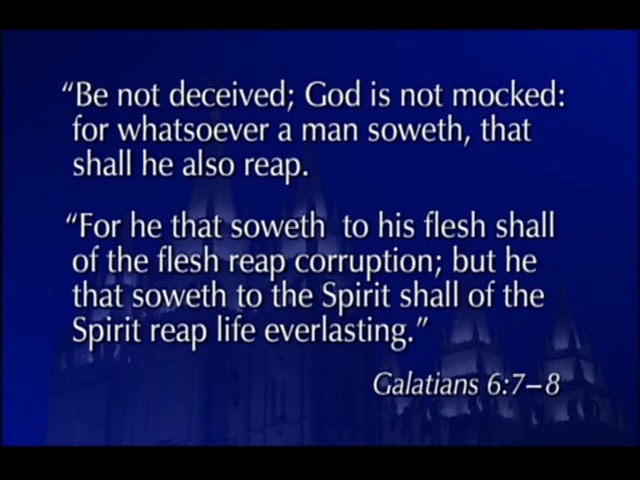 “Be not deceived; God is not mocked:
for whatsoever a man soweth, that
shall he also reap.
“For he that soweth to his flesh shall
of the flesh reap corruption; but he
that soweth to the Spirit shall of the
Spirit reap life everlasting.”
Galatians 6:7–8